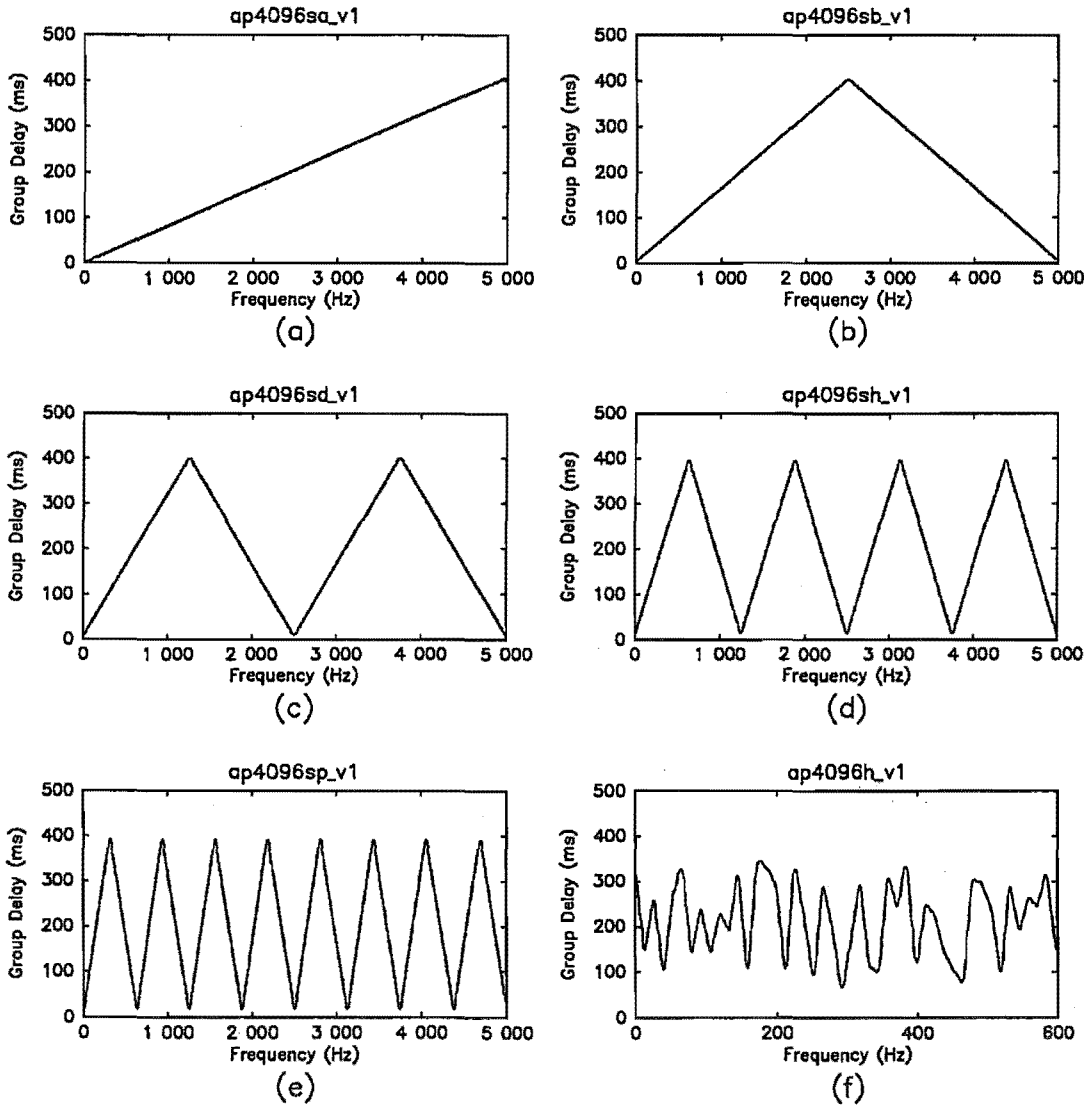 ap4096sa_v1
500
400
300
200
100
0
Group Delay (ms)
0 1 000 2 000 3 000 4 000 5 000
Frequency (Hz)
(a)
ap4096sb_v1
500
400
300
200
100
0
Group Delay (ms)
0 1 000 2 000 3 000 4 000 5 000
Frequency (Hz)
(b)
ap4096sd_v1
500
400
300
200
100
0
Group Delay (ms)
0 1 000 2 000 3 000 4 000 5 000
Frequency (Hz)
(c)
ap4096sh_v1
500
400
300
200
100
0
Group Delay (ms)
0 1 000 2 000 3 000 4 000 5 000
Frequency (Hz)
(d)
ap4096sp_v1
500
400
300
200
100
0
Group Delay (ms)
0 1 000 2 000 3 000 4 000 5 000
Frequency (Hz)
(e)
ap4096h_v1
500
400
300
200
100
0
Group Delay (ms)
0 200 400 600
Frequency (Hz)
(f)